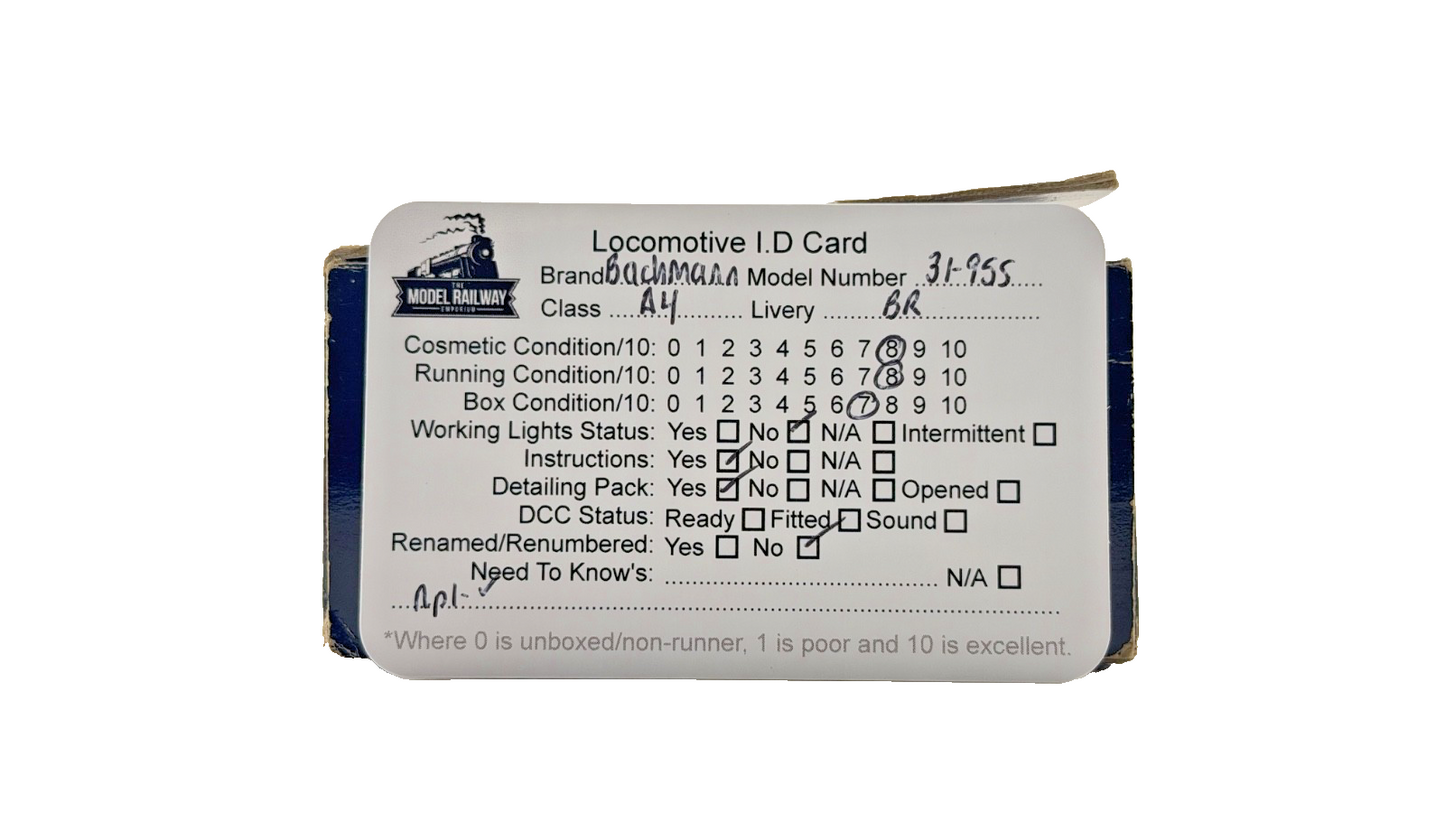 THE
MODEL RAILWAY
EMPORIUM
Locomotive I.D Card
Brand Bachmann Model Number 31-955
Class A4 Livery BR
Cosmetic Condition/10: 0 1 2 3 4 5 6 7 8 9 10
Running Condition/10: 0 1 2 3 4 5 6 7 8 9 10
Box Condition/10: 0 1 2 3 4 5 6 7 8 9 10
Working Lights Status: Yes ☐ No ☑ N/A ☐ Intermittent ☐
Instructions: Yes ☑ No ☐ N/A ☐
Detailing Pack: Yes ☑ No ☐ N/A ☐ Opened ☐
DCC Status: Ready ☐ Fitted ☐ Sound ☐
Renamed/Renumbered: Yes ☐ No ☑
Need To Know's: N/A ☐
*Where 0 is unboxed/non-runner, 1 is poor and 10 is excellent.